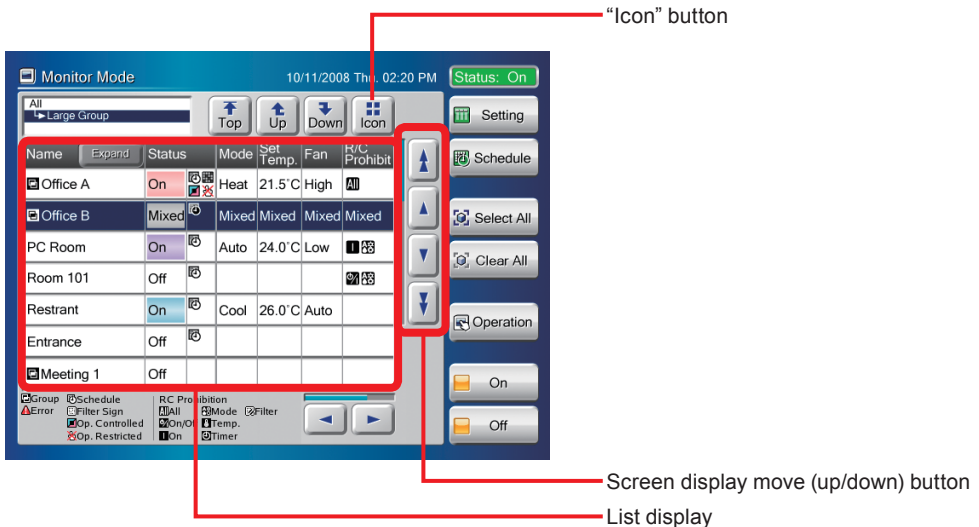 “Icon” button
Monitor Mode 10/11/2008 Thu. 02:20 PM Status: On
All
Large Group
Top Up Down Icon
Setting
Name Expand Status Mode Set Temp. Fan R/C Prohibit
Schedule
Office A On Heat 21.5°C High All
Office B Mixed Mixed Mixed Mixed Mixed
Select All
PC Room On Auto 24.0°C Low
Clear All
Room 101 Off
Restrant On Cool 26.0°C Auto
Operation
Entrance Off
Meeting 1 Off
On
Group Schedule RC Prohibition
Error Filter Sign All All Mode Filter
Op. Controlled On/Of Temp.
Op. Restricted On Timer
Off
Screen display move (up/down) button
List display